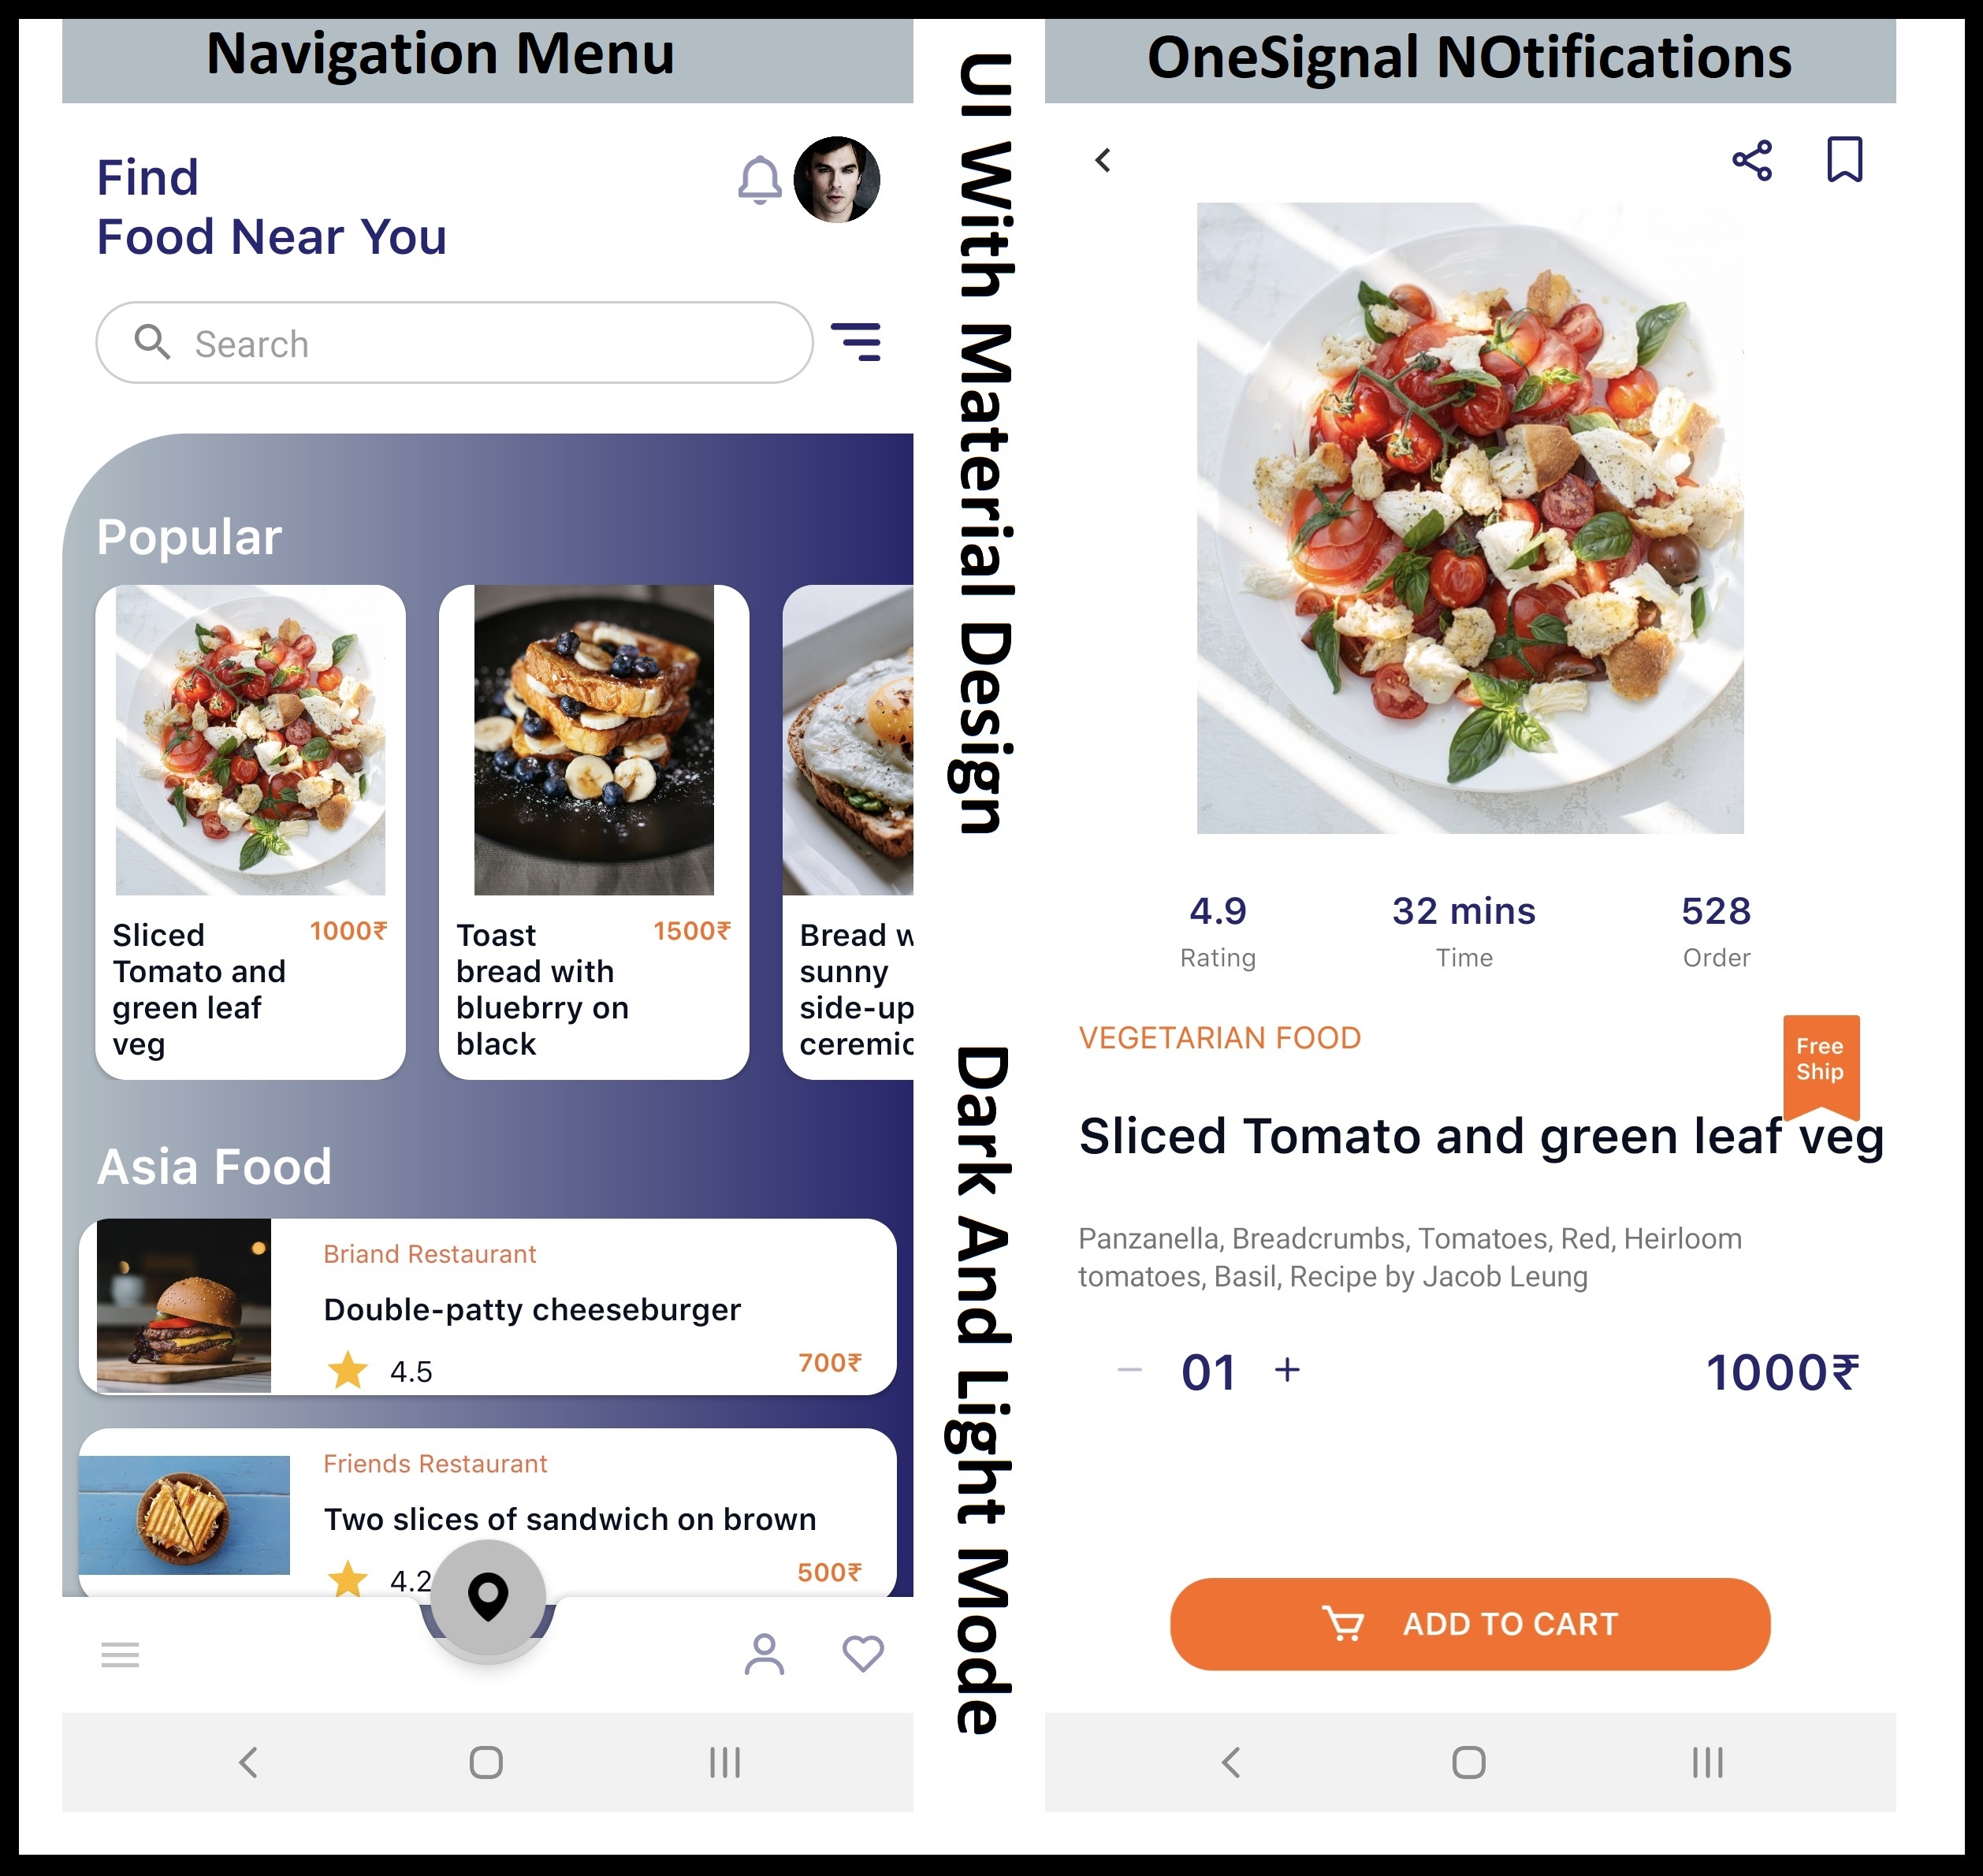 Navigation Menu
Find
Food Near You
Search
Popular
Sliced
Tomato and
green leaf
veg
1000₹
Toast
bread with
bluebrry on
black
1500₹
Bread w
sunny
side-up
ceremic
Asia Food
Briand Restaurant
Double-patty cheeseburger
4.5
700₹
Friends Restaurant
Two slices of sandwich on brown
4.2
500₹
UI With Material Design
Dark And Light Mode
OneSignal NOtifications
4.9
Rating
32 mins
Time
528
Order
VEGETARIAN FOOD
Free
Ship
Sliced Tomato and green leaf veg
Panzanella, Breadcrumbs, Tomatoes, Red, Heirloom
tomatoes, Basil, Recipe by Jacob Leung
− 01 +
1000₹
ADD TO CART